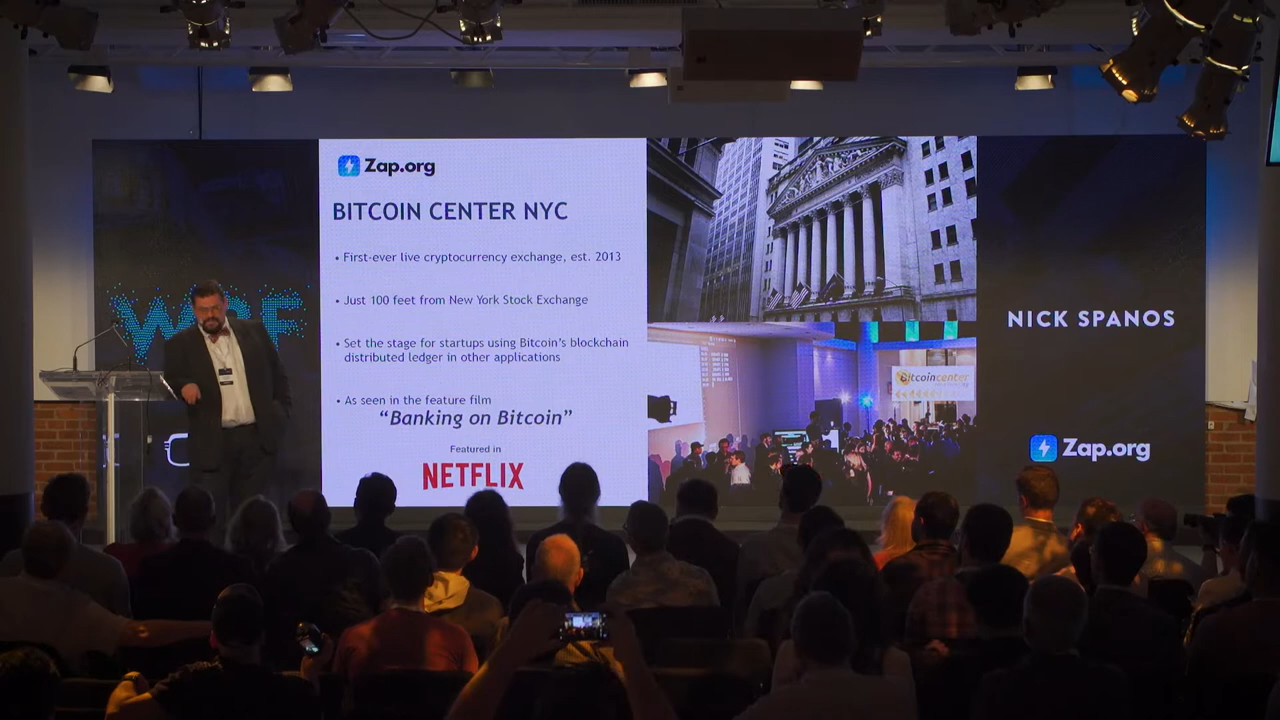 Zap.org
BITCOIN CENTER NYC
• First-ever live cryptocurrency exchange, est. 2013
• Just 100 feet from New York Stock Exchange
• Set the stage for startups using Bitcoin's blockchain
distributed ledger in other applications
• As seen in the feature film
"Banking on Bitcoin"
Featured in
NETFLIX
bitcoincenter
NICK SPANOS
Zap.org